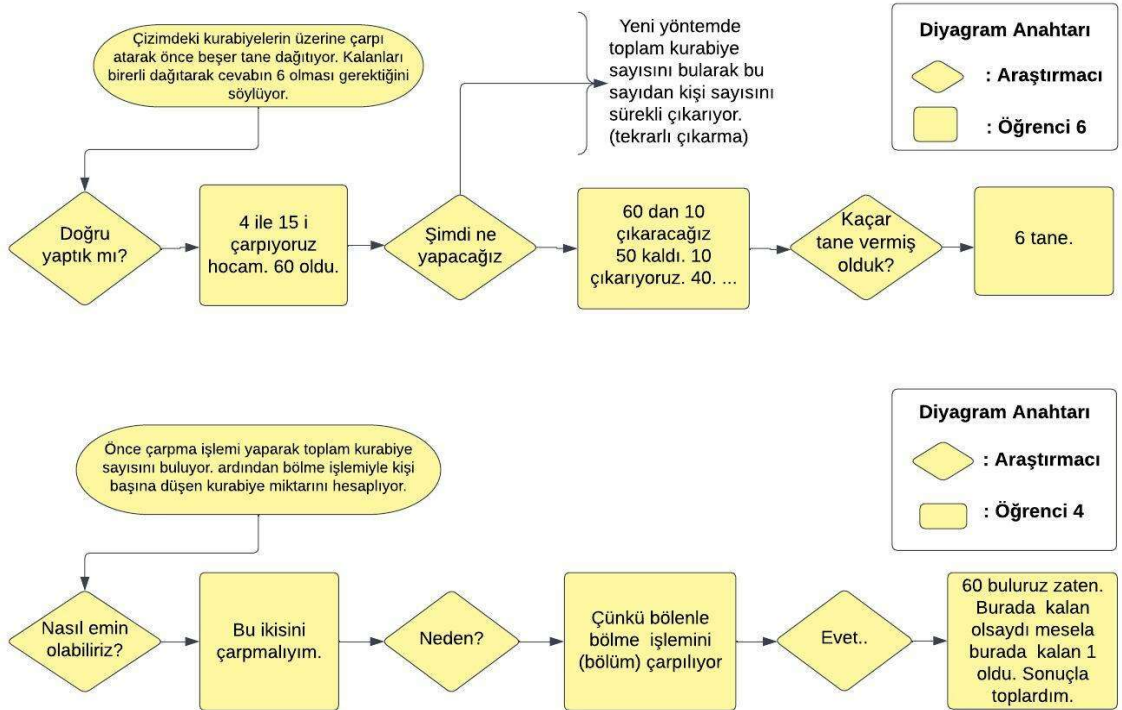 Çizimdeki kurabiyelerin üzerine çarpı
atarak önce beşer tane dağıtıyor. Kalanları
birerli dağıtarak cevabın 6 olması gerektiğini
söylüyor.
Yeni yöntemde
toplam kurabiye
sayısını bularak bu
sayıdan kişi sayısını
sürekli çıkarıyor.
(tekrarlı çıkarma)
Diyagram Anahtarı
: Araştırmacı
: Öğrenci 6
Doğru
yaptık mı?
4 ile 15 i
çarpıyoruz
hocam. 60 oldu.
Şimdi ne
yapacağız
60 dan 10
çıkaracağız
50 kaldı. 10
çıkarıyoruz. 40. ...
Kaçar
tane vermiş
olduk?
6 tane.
Diyagram Anahtarı
: Araştırmacı
: Öğrenci 4
Önce çarpma işlemi yaparak toplam kurabiye
sayısını buluyor. ardından bölme işlemiyle kişi
başına düşen kurabiye miktarını hesaplıyor.
Nasıl emin
olabiliriz?
Bu ikisini
çarpmalıyım.
Neden?
Çünkü bölenle
bölme işlemini
(bölüm) çarpılıyor
Evet..
60 buluruz zaten.
Burada kalan
olsaydı mesela
burada kalan 1
oldu. Sonuçla
toplardım.